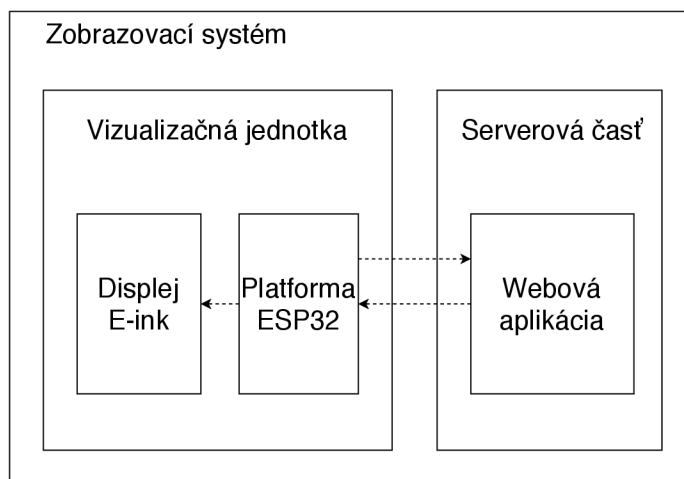 Zobrazovací systém
Vizualizačná jednotka
Serverová časť
Displej
E-ink
Platforma
ESP32
Webová
aplikácia